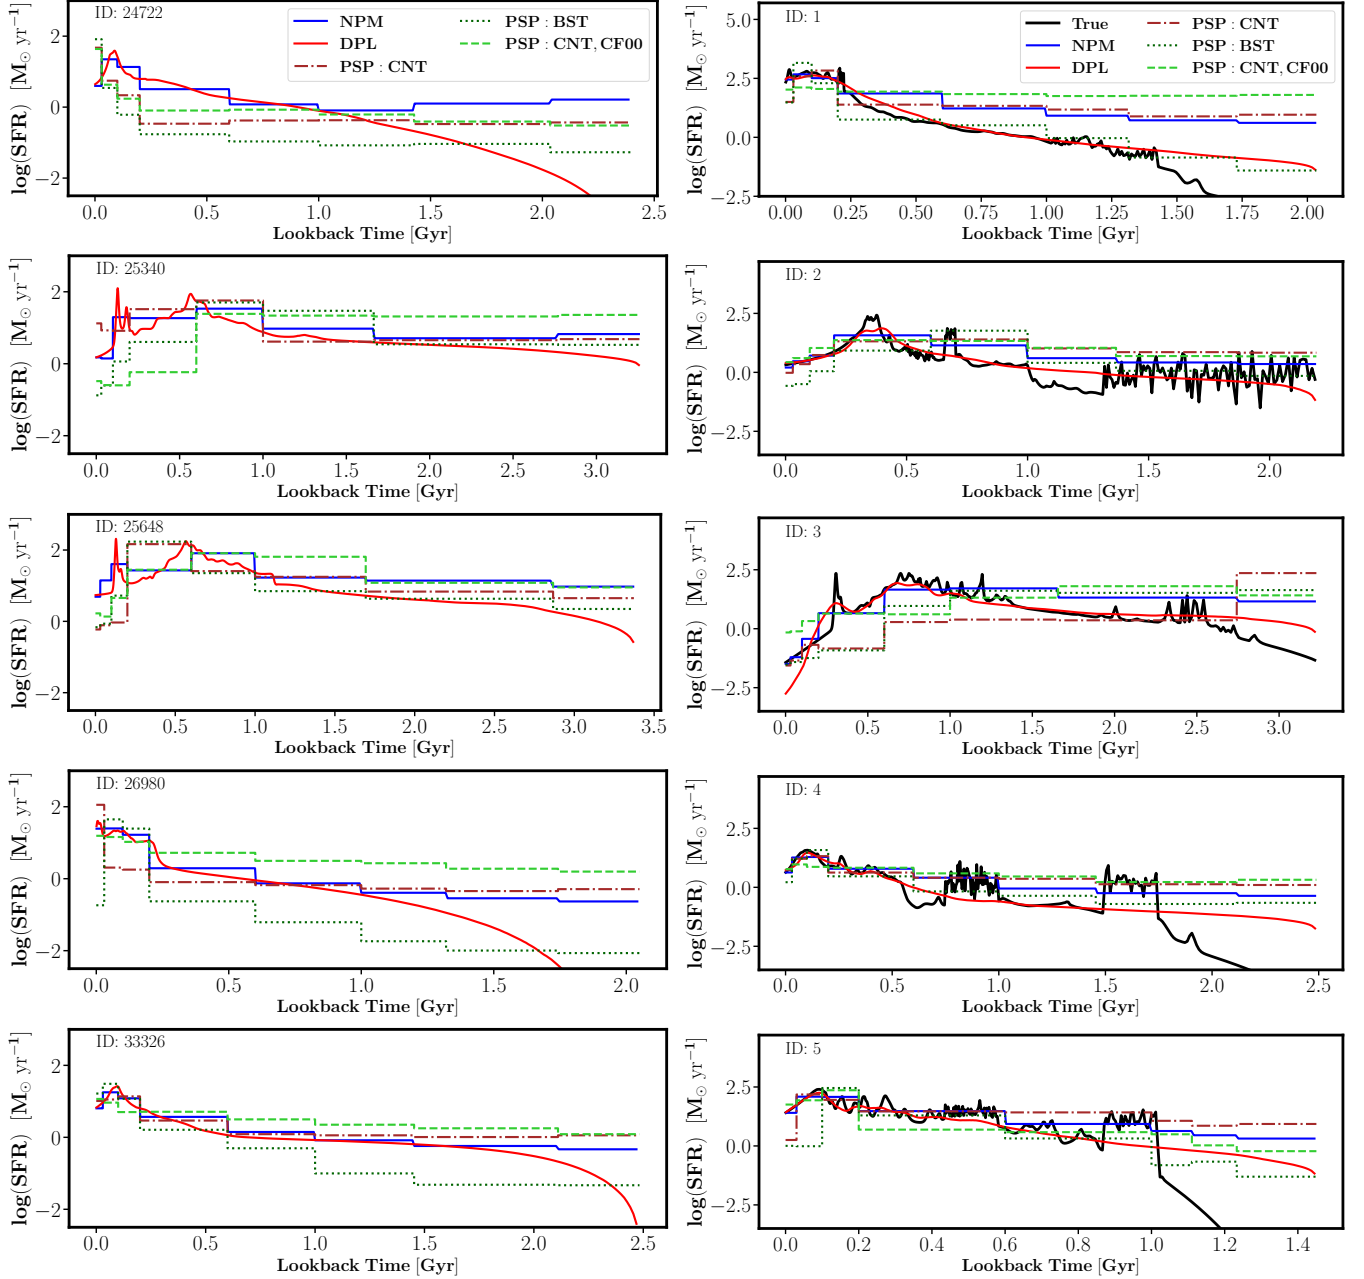 ID: 24722
NPM
DPL
PSP : CNT
PSP : BST
PSP : CNT, CF00
log(SFR) [M⊙ yr−1]
2
0
−2
0.0 0.5 1.0 1.5 2.0 2.5
Lookback Time [Gyr]
ID: 1
True
NPM
DPL
PSP : CNT
PSP : BST
PSP : CNT, CF00
log(SFR) [M⊙ yr−1]
5.0
2.5
0.0
−2.5
0.00 0.25 0.50 0.75 1.00 1.25 1.50 1.75 2.00
Lookback Time [Gyr]
ID: 25340
log(SFR) [M⊙ yr−1]
2
0
−2
0.0 0.5 1.0 1.5 2.0 2.5 3.0
Lookback Time [Gyr]
ID: 2
log(SFR) [M⊙ yr−1]
2.5
0.0
−2.5
0.0 0.5 1.0 1.5 2.0
Lookback Time [Gyr]
ID: 25648
log(SFR) [M⊙ yr−1]
2
0
−2
0.0 0.5 1.0 1.5 2.0 2.5 3.0 3.5
Lookback Time [Gyr]
ID: 3
log(SFR) [M⊙ yr−1]
2.5
0.0
−2.5
0.0 0.5 1.0 1.5 2.0 2.5 3.0
Lookback Time [Gyr]
ID: 26980
log(SFR) [M⊙ yr−1]
2
0
−2
0.0 0.5 1.0 1.5 2.0
Lookback Time [Gyr]
ID: 4
log(SFR) [M⊙ yr−1]
2.5
0.0
−2.5
0.0 0.5 1.0 1.5 2.0 2.5
Lookback Time [Gyr]
ID: 33326
log(SFR) [M⊙ yr−1]
2
0
−2
0.0 0.5 1.0 1.5 2.0 2.5
Lookback Time [Gyr]
ID: 5
log(SFR) [M⊙ yr−1]
2.5
0.0
−2.5
0.0 0.2 0.4 0.6 0.8 1.0 1.2 1.4
Lookback Time [Gyr]